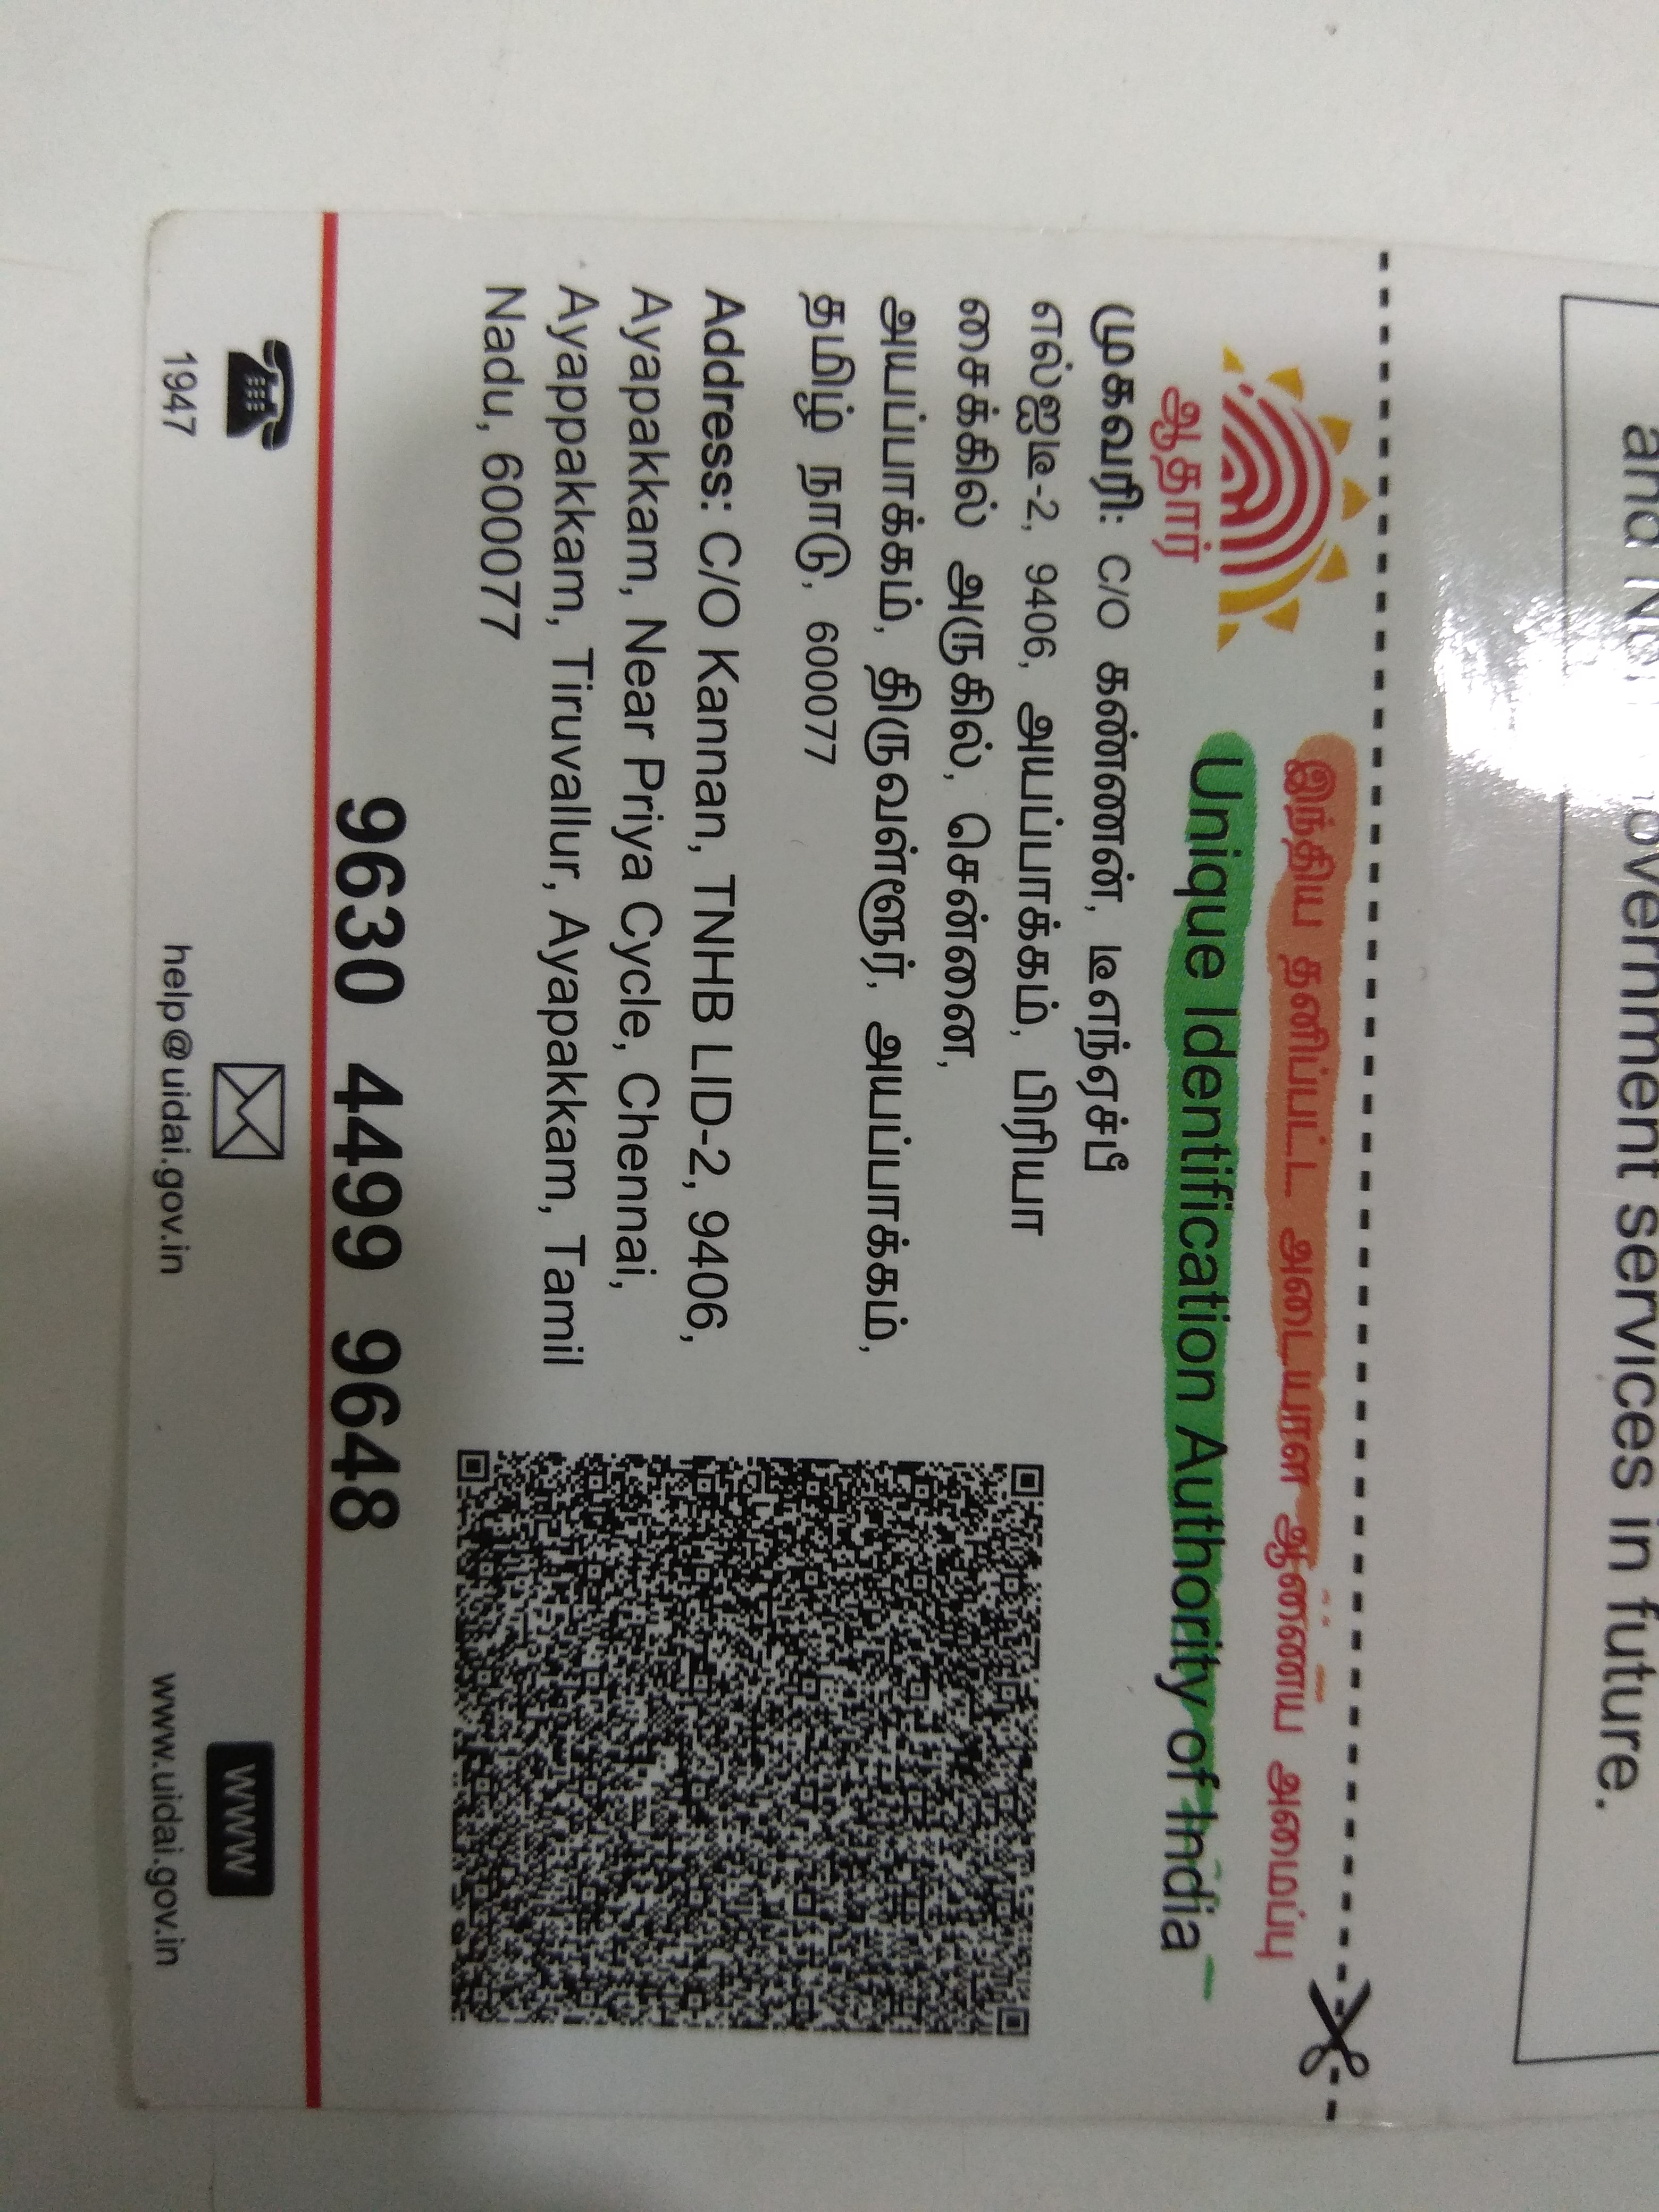 and services in future.
இந்திய தனிப்பட்ட அடையாள ஆணைய அமைப்பு
Unique Identification Authority of India
ஆதார்
முகவரி: C/O கண்ணன், டிஎந்ஏச்பீ
எல்ஐடி-2, 9406, அயப்பாக்கம், பிரியா
சைக்கில் அருகில், சென்னை,
அயப்பாக்கம், திருவள்ளூர், அயப்பாக்கம்,
தமிழ் நாடு, 600077
Address: C/O Kannan, TNHB LID-2, 9406,
Ayapakkam, Near Priya Cycle, Chennai,
Ayappakkam, Tiruvallur, Ayapakkam, Tamil
Nadu, 600077
9630 4499 9648
WWW
1947 help@uidai.gov.in www.uidai.gov.in